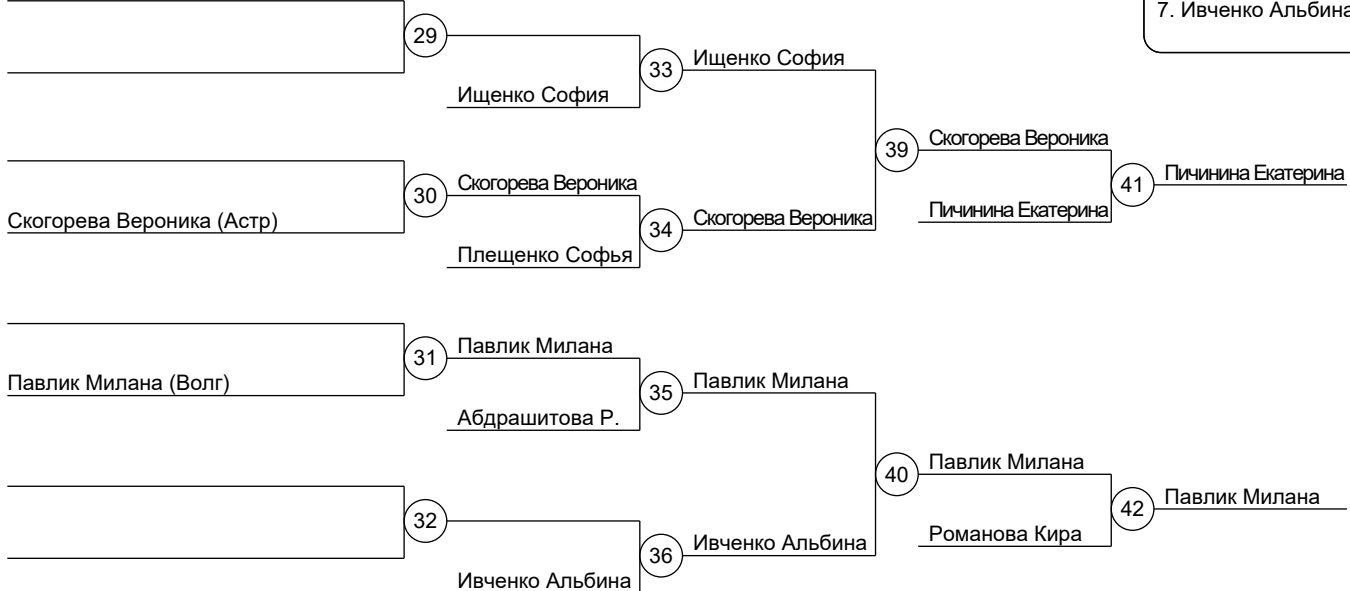 7. Ивченко Альбина
29
Ищенко София
33
Ищенко София
Скогорева Вероника (Астр)
30
Скогорева Вероника
Плещенко Софья
34
Скогорева Вероника
39
Скогорева Вероника
Пичинина Екатерина
41
Пичинина Екатерина
Павлик Милана (Волг)
31
Павлик Милана
Абдрашитова Р.
35
Павлик Милана
32
Ивченко Альбина
36
Ивченко Альбина
40
Павлик Милана
Романова Кира
42
Павлик Милана